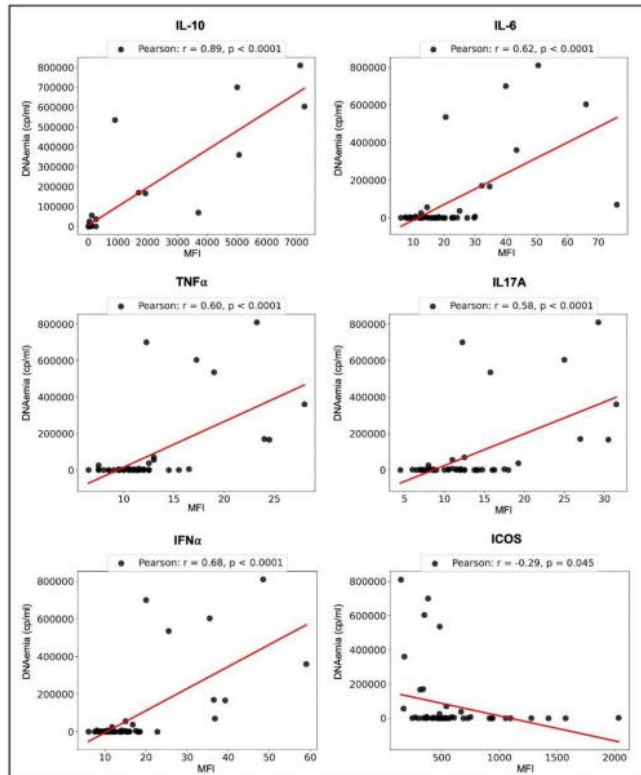 IL-10
Pearson: r = 0.89, p < 0.0001
DNAemia (cp/ml)
800000
700000
600000
500000
400000
300000
200000
100000
0
0 1000 2000 3000 4000 5000 6000 7000
MFI
IL-6
Pearson: r = 0.62, p < 0.0001
DNAemia (cp/ml)
800000
600000
400000
200000
0
10 20 30 40 50 60 70
MFI
TNFα
Pearson: r = 0.60, p < 0.0001
DNAemia (cp/ml)
800000
600000
400000
200000
0
10 15 20 25
MFI
IL17A
Pearson: r = 0.58, p < 0.0001
DNAemia (cp/ml)
800000
600000
400000
200000
0
5 10 15 20 25 30
MFI
IFNα
Pearson: r = 0.68, p < 0.0001
DNAemia (cp/ml)
800000
600000
400000
200000
0
10 20 30 40 50 60
MFI
ICOS
Pearson: r = -0.29, p = 0.045
DNAemia (cp/ml)
800000
700000
600000
500000
400000
300000
200000
100000
0
-100000
500 1000 1500 2000
MFI